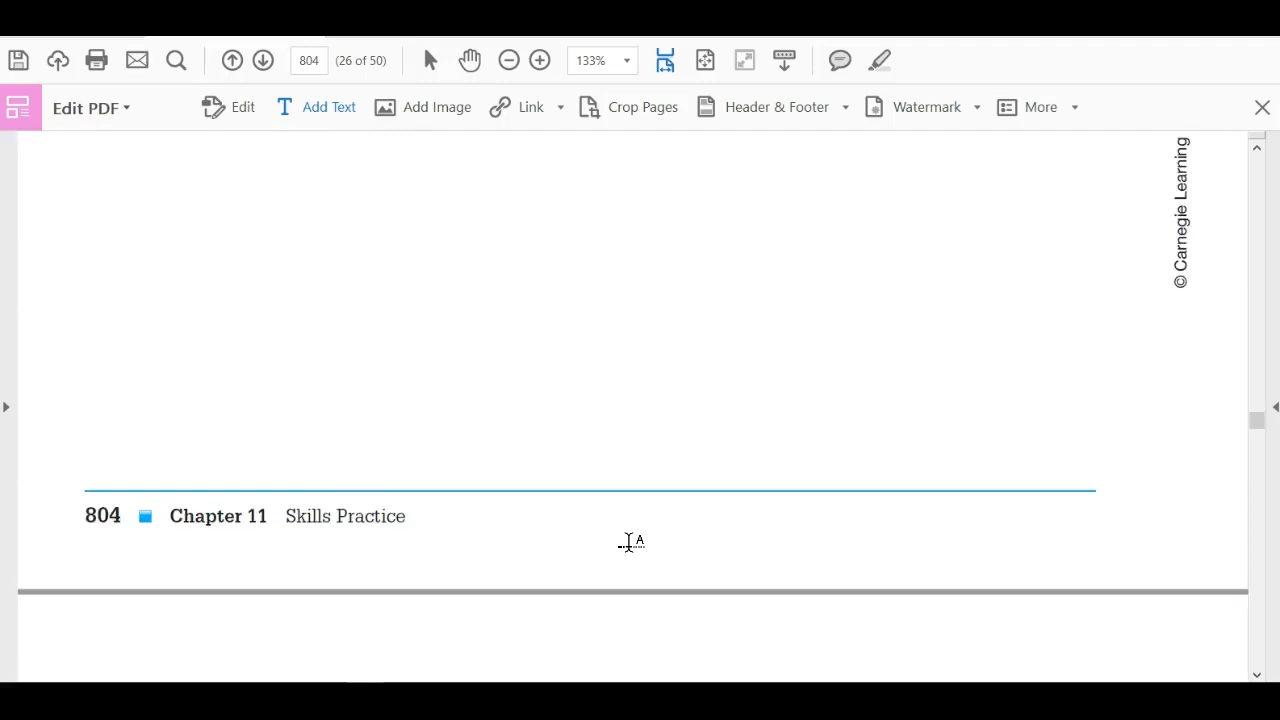 804 (26 of 50) 133%
Edit PDF Edit Add Text Add Image Link Crop Pages Header & Footer Watermark More
© Carnegie Learning
804 Chapter 11 Skills Practice
A